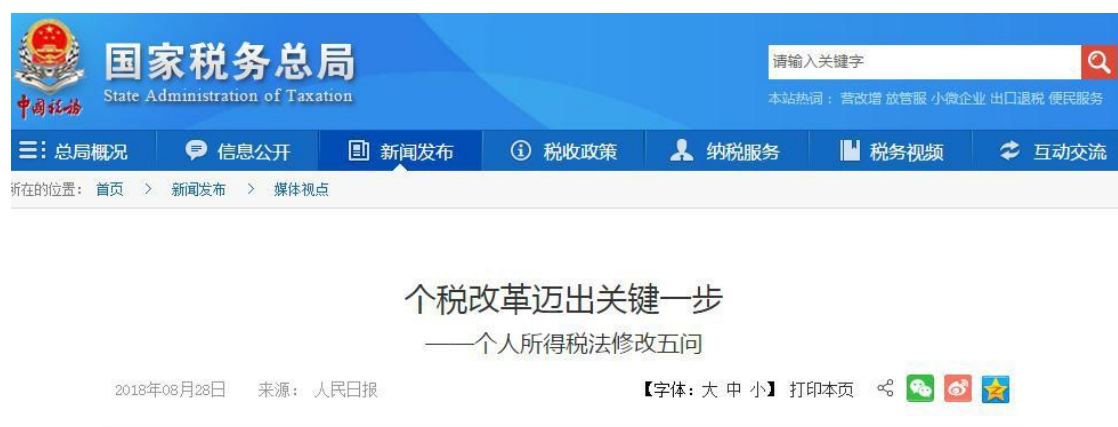 国家税务总局
State Administration of Taxation
中国税务
请输入关键字
本站热词： 营改增 放管服 小微企业 出口退税 便民服务
总局概况 信息公开 新闻发布 税收政策 纳税服务 税务视频 互动交流
所在的位置： 首页 > 新闻发布 > 媒体视点
个税改革迈出关键一步
——个人所得税法修改五问
2018年08月28日 来源： 人民日报 【字体：大 中 小】 打印本页